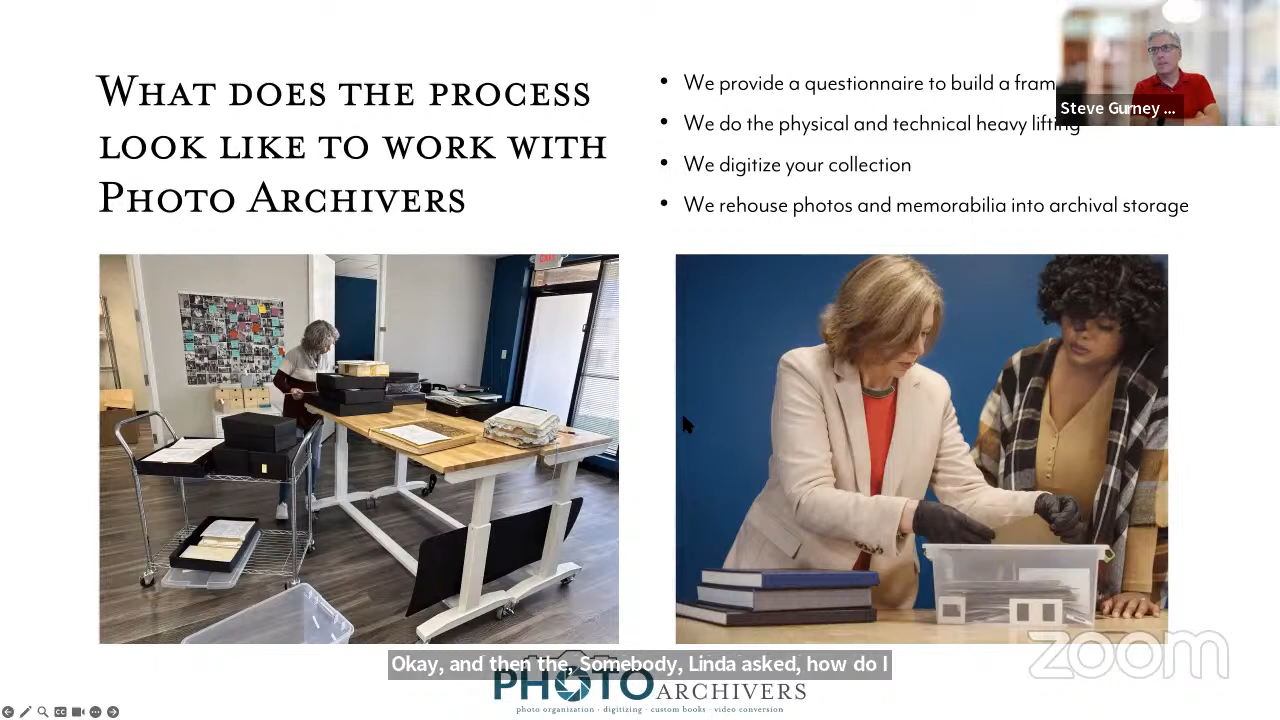 WHAT DOES THE PROCESS
LOOK LIKE TO WORK WITH
PHOTO ARCHIVERS
• We provide a questionnaire to build a fram
• We do the physical and technical heavy lifting
• We digitize your collection
• We rehouse photos and memorabilia into archival storage
Steve Gurney ...
EXIT
Okay, and then the, Somebody, Linda asked, how do I
PHOTO ARCHIVERS
photo organization · digitizing · custom books · video conversion
zoom
CC